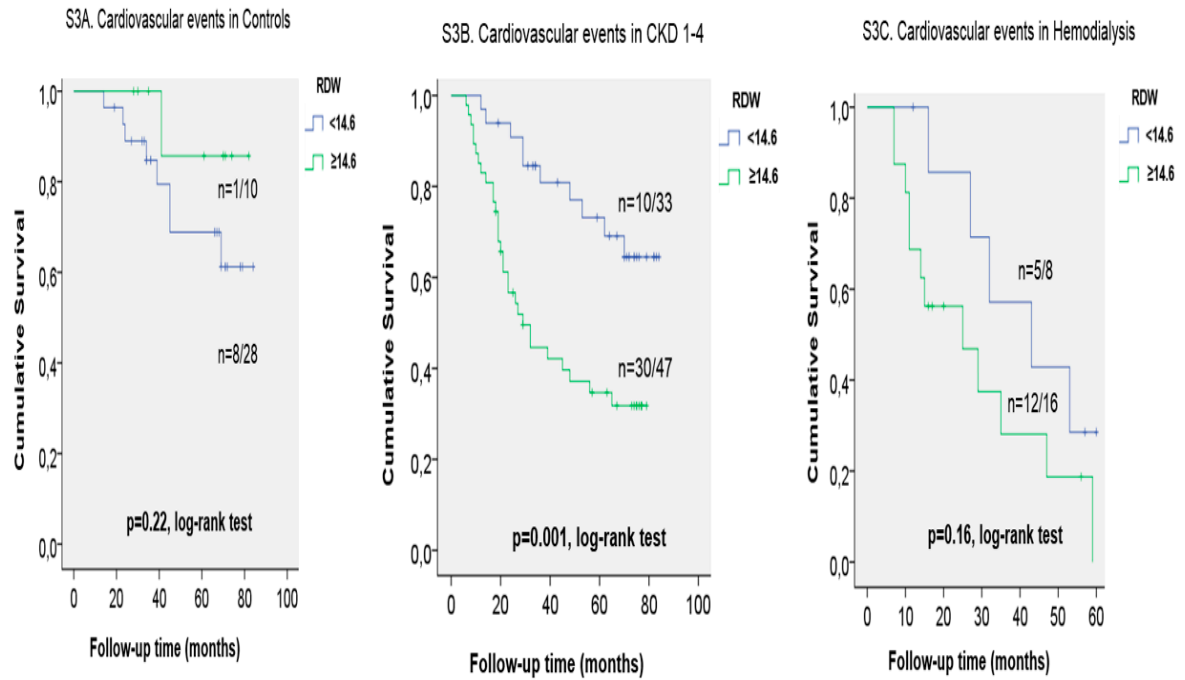 S3A. Cardiovascular events in Controls
Cumulative Survival
1,0
0,8
0,6
0,4
0,2
0,0
RDW
<14.6
≥14.6
n=1/10
n=8/28
p=0.22, log-rank test
0 20 40 60 80 100
Follow-up time (months)
S3B. Cardiovascular events in CKD 1-4
Cumulative Survival
1,0
0,8
0,6
0,4
0,2
0,0
RDW
<14.6
≥14.6
n=10/33
n=30/47
p=0.001, log-rank test
0 20 40 60 80 100
Follow-up time (months)
S3C. Cardiovascular events in Hemodialysis
Cumulative Survival
1,0
0,8
0,6
0,4
0,2
0,0
RDW
<14.6
≥14.6
n=5/8
n=12/16
p=0.16, log-rank test
0 10 20 30 40 50 60
Follow-up time (months)